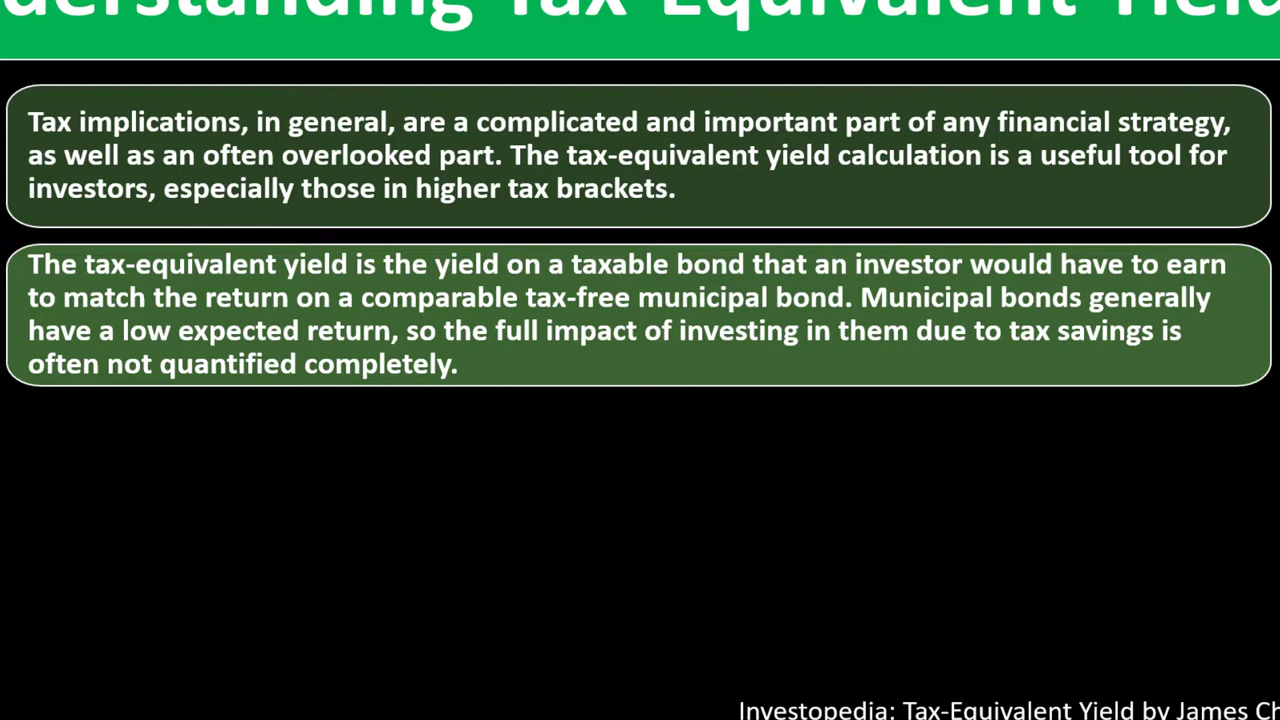 Tax Equivalent Yield
Tax implications, in general, are a complicated and important part of any financial strategy,
as well as an often overlooked part. The tax-equivalent yield calculation is a useful tool for
investors, especially those in higher tax brackets.
The tax-equivalent yield is the yield on a taxable bond that an investor would have to earn
to match the return on a comparable tax-free municipal bond. Municipal bonds generally
have a low expected return, so the full impact of investing in them due to tax savings is
often not quantified completely.
Investopedia: Tax-Equivalent Yield by James